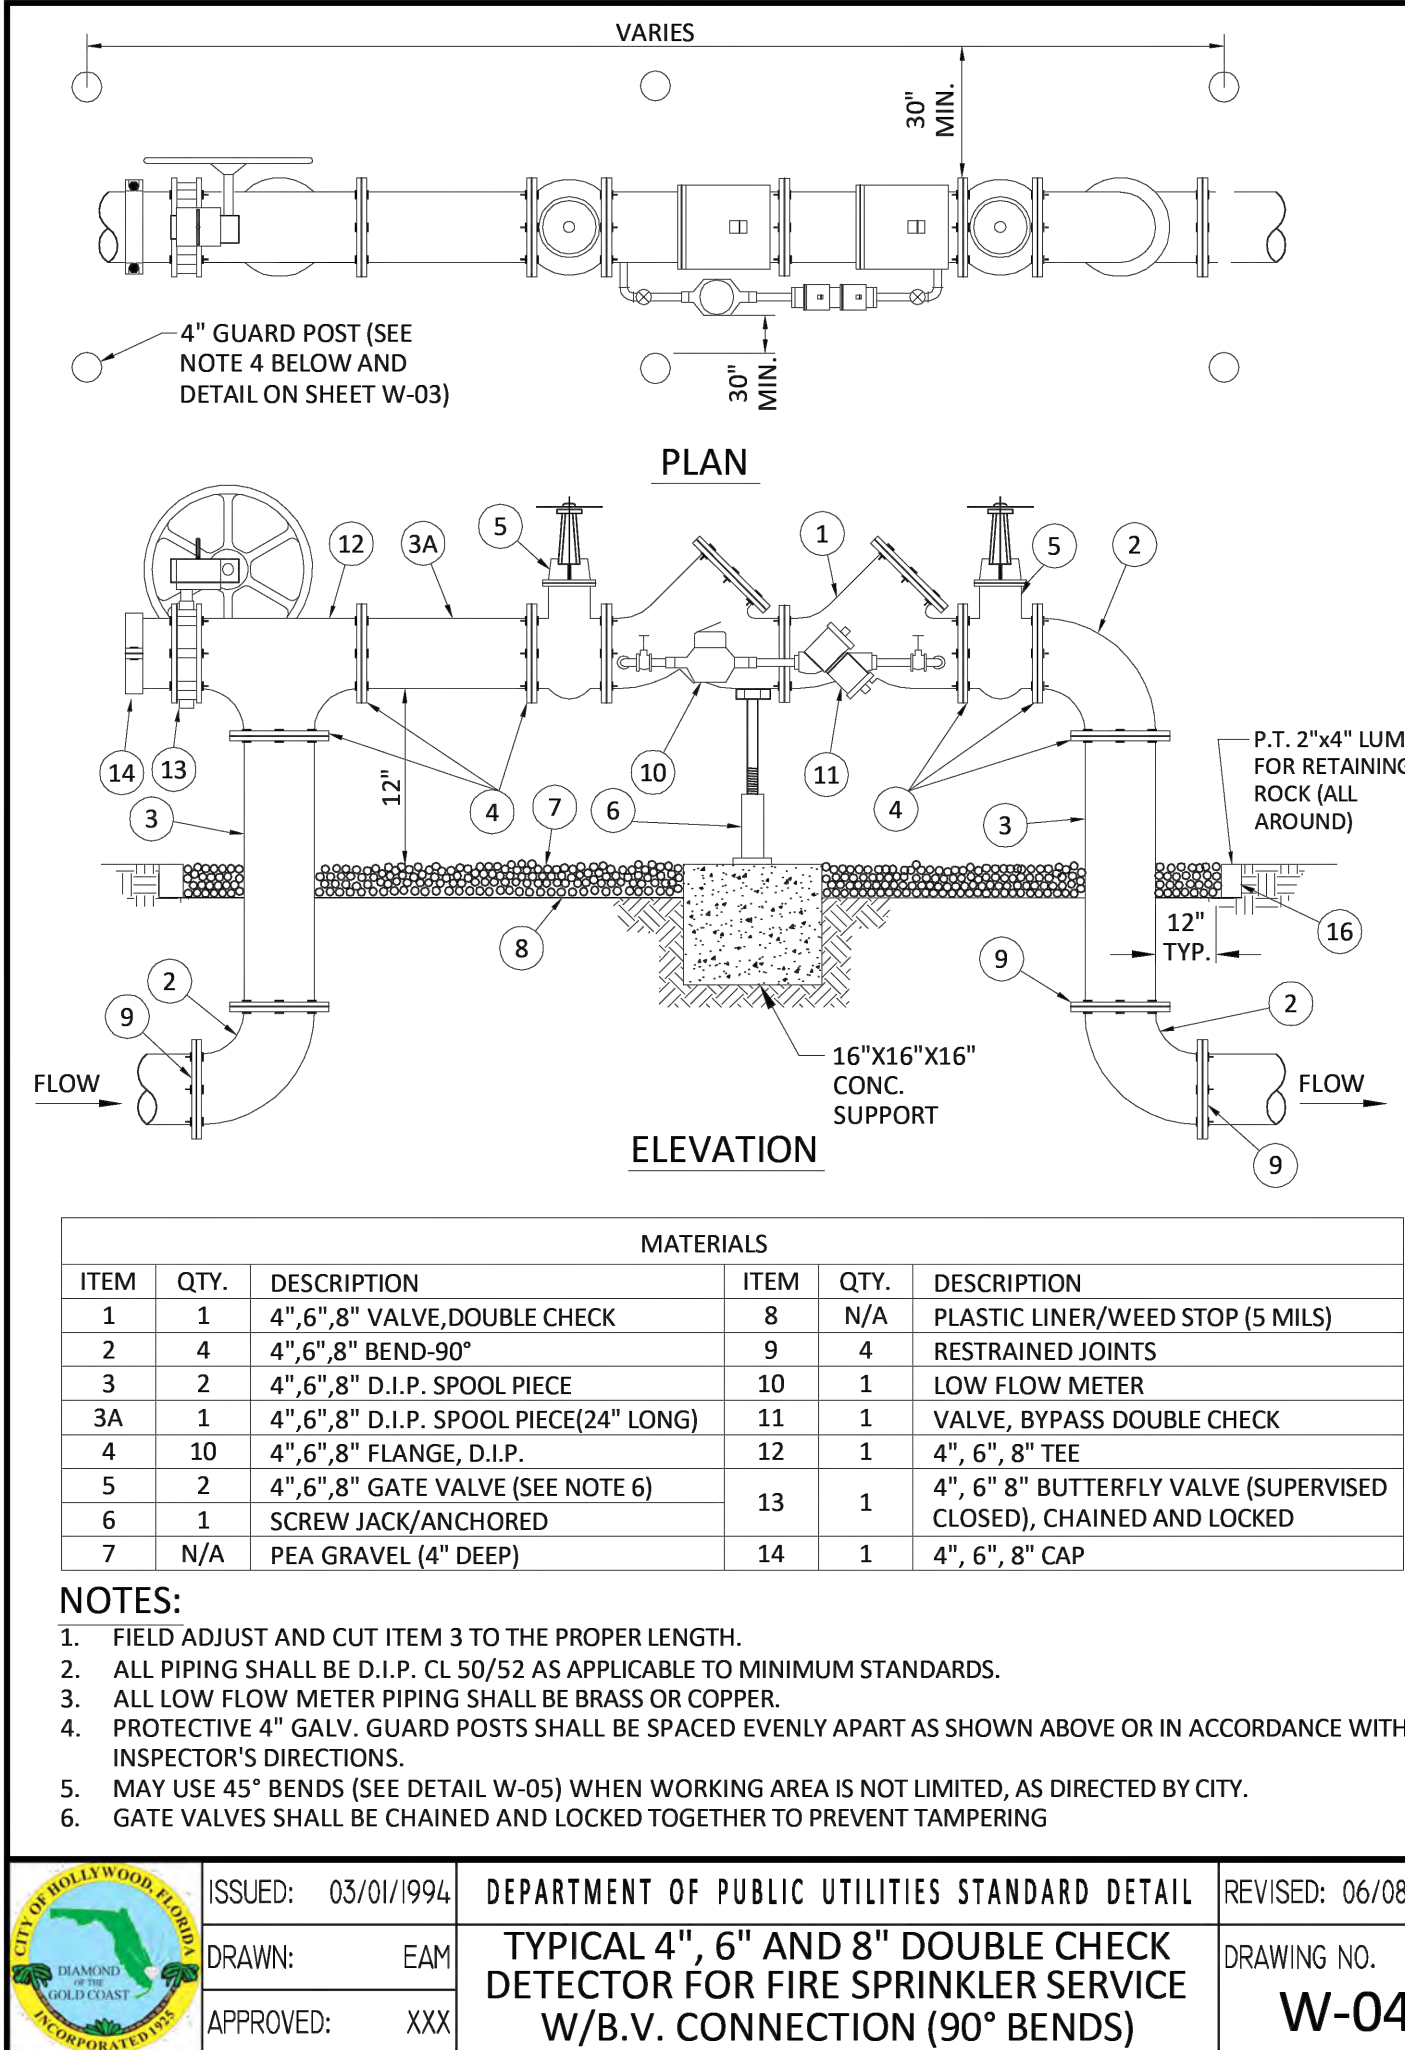 VARIES
30"
MIN.
4" GUARD POST (SEE
NOTE 4 BELOW AND
DETAIL ON SHEET W-03)
30"
MIN.
PLAN
12
3A
5
1
5
2
14
13
3
12"
4
7
6
10
11
4
3
P.T. 2"x4" LUM
FOR RETAINING
ROCK (ALL
AROUND)
8
12"
TYP.
16
9
2
9
2
FLOW
16"X16"X16"
CONC.
SUPPORT
FLOW
9
ELEVATION
MATERIALS
ITEM QTY. DESCRIPTION ITEM QTY. DESCRIPTION
1 1 4",6",8" VALVE,DOUBLE CHECK 8 N/A PLASTIC LINER/WEED STOP (5 MILS)
2 4 4",6",8" BEND-90° 9 4 RESTRAINED JOINTS
3 2 4",6",8" D.I.P. SPOOL PIECE 10 1 LOW FLOW METER
3A 1 4",6",8" D.I.P. SPOOL PIECE(24" LONG) 11 1 VALVE, BYPASS DOUBLE CHECK
4 10 4",6",8" FLANGE, D.I.P. 12 1 4", 6", 8" TEE
5 2 4",6",8" GATE VALVE (SEE NOTE 6) 13 1 4", 6" 8" BUTTERFLY VALVE (SUPERVISED
6 1 SCREW JACK/ANCHORED CLOSED), CHAINED AND LOCKED
7 N/A PEA GRAVEL (4" DEEP) 14 1 4", 6", 8" CAP
NOTES:
1. FIELD ADJUST AND CUT ITEM 3 TO THE PROPER LENGTH.
2. ALL PIPING SHALL BE D.I.P. CL 50/52 AS APPLICABLE TO MINIMUM STANDARDS.
3. ALL LOW FLOW METER PIPING SHALL BE BRASS OR COPPER.
4. PROTECTIVE 4" GALV. GUARD POSTS SHALL BE SPACED EVENLY APART AS SHOWN ABOVE OR IN ACCORDANCE WITH
INSPECTOR'S DIRECTIONS.
5. MAY USE 45° BENDS (SEE DETAIL W-05) WHEN WORKING AREA IS NOT LIMITED, AS DIRECTED BY CITY.
6. GATE VALVES SHALL BE CHAINED AND LOCKED TOGETHER TO PREVENT TAMPERING
CITY OF HOLLYWOOD, FLORIDA
DIAMOND
OF THE
GOLD COAST
INCORPORATED 1925
ISSUED: 03/01/1994
DRAWN: EAM
APPROVED: XXX
DEPARTMENT OF PUBLIC UTILITIES STANDARD DETAIL
TYPICAL 4", 6" AND 8" DOUBLE CHECK
DETECTOR FOR FIRE SPRINKLER SERVICE
W/B.V. CONNECTION (90° BENDS)
REVISED: 06/08
DRAWING NO.
W-04